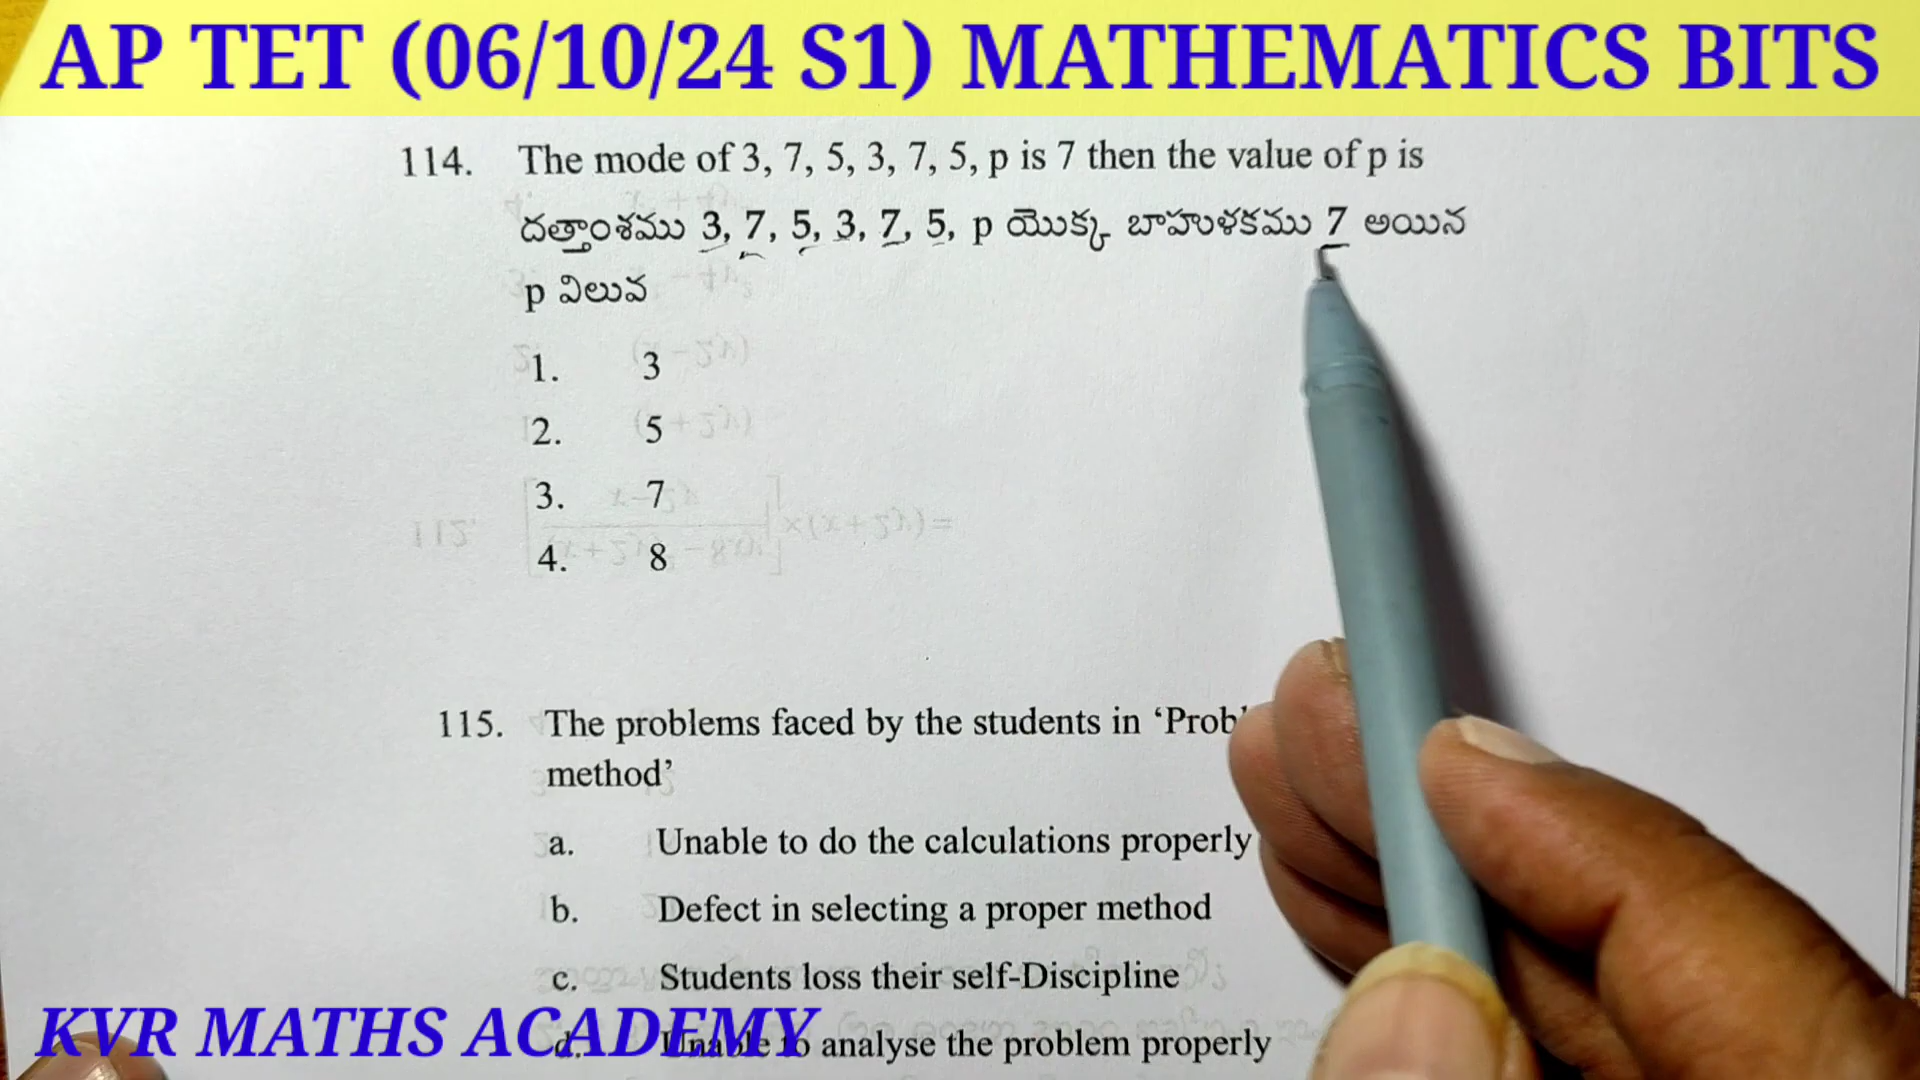 AP TET (06/10/24 S1) MATHEMATICS BITS
114. The mode of 3, 7, 5, 3, 7, 5, p is 7 then the value of p is
దత్తాంశము 3, 7, 5, 3, 7, 5, p యొక్క బాహుళకము 7 అయిన
p విలువ
1. 3
2. 5
3. 7
4. 8
115. The problems faced by the students in
method’
a. Unable to do the calculations properly
b. Defect in selecting a proper method
c. Students loss their self-Discipline
d. Unable to analyse the problem properly
KVR MATHS ACADEMY